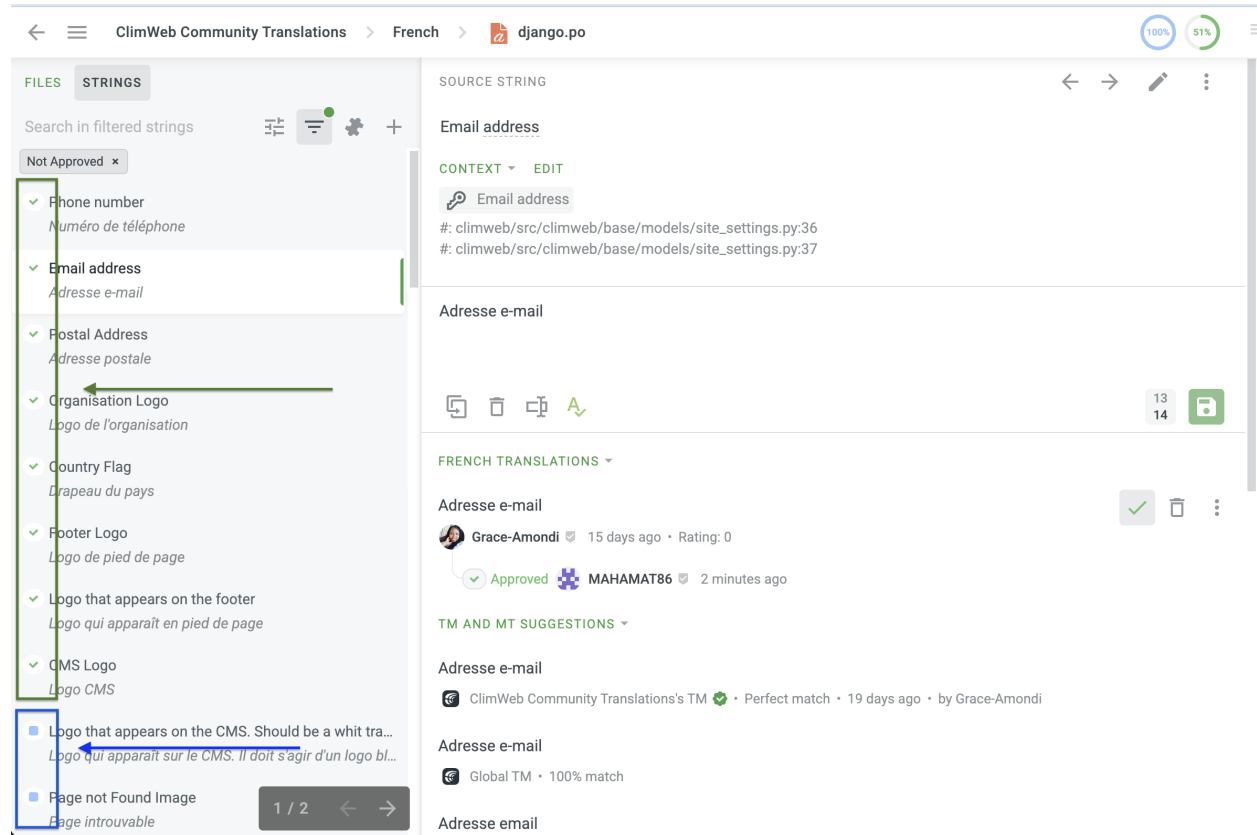 ClimWeb Community Translations > French > django.po
100% 51%
FILES STRINGS
Search in filtered strings
Not Approved ×
Phone number
Numéro de téléphone
Email address
Adresse e-mail
Postal Address
Adresse postale
Organisation Logo
Logo de l'organisation
Country Flag
Drapeau du pays
Footer Logo
Logo de pied de page
Logo that appears on the footer
Logo qui apparaît en pied de page
CMS Logo
Logo CMS
Logo that appears on the CMS. Should be a whit tra...
Logo qui apparaît sur le CMS. Il doit s'agir d'un logo bl...
Page not Found Image
Page introuvable
1 / 2
SOURCE STRING
Email address
CONTEXT EDIT
Email address
#: climweb/src/climweb/base/models/site_settings.py:36
#: climweb/src/climweb/base/models/site_settings.py:37
Adresse e-mail
13
14
FRENCH TRANSLATIONS
Adresse e-mail
Grace-Amondi 15 days ago • Rating: 0
Approved MAHAMAT86 2 minutes ago
TM AND MT SUGGESTIONS
Adresse e-mail
ClimWeb Community Translations's TM • Perfect match • 19 days ago • by Grace-Amondi
Adresse e-mail
Global TM • 100% match
Adresse email